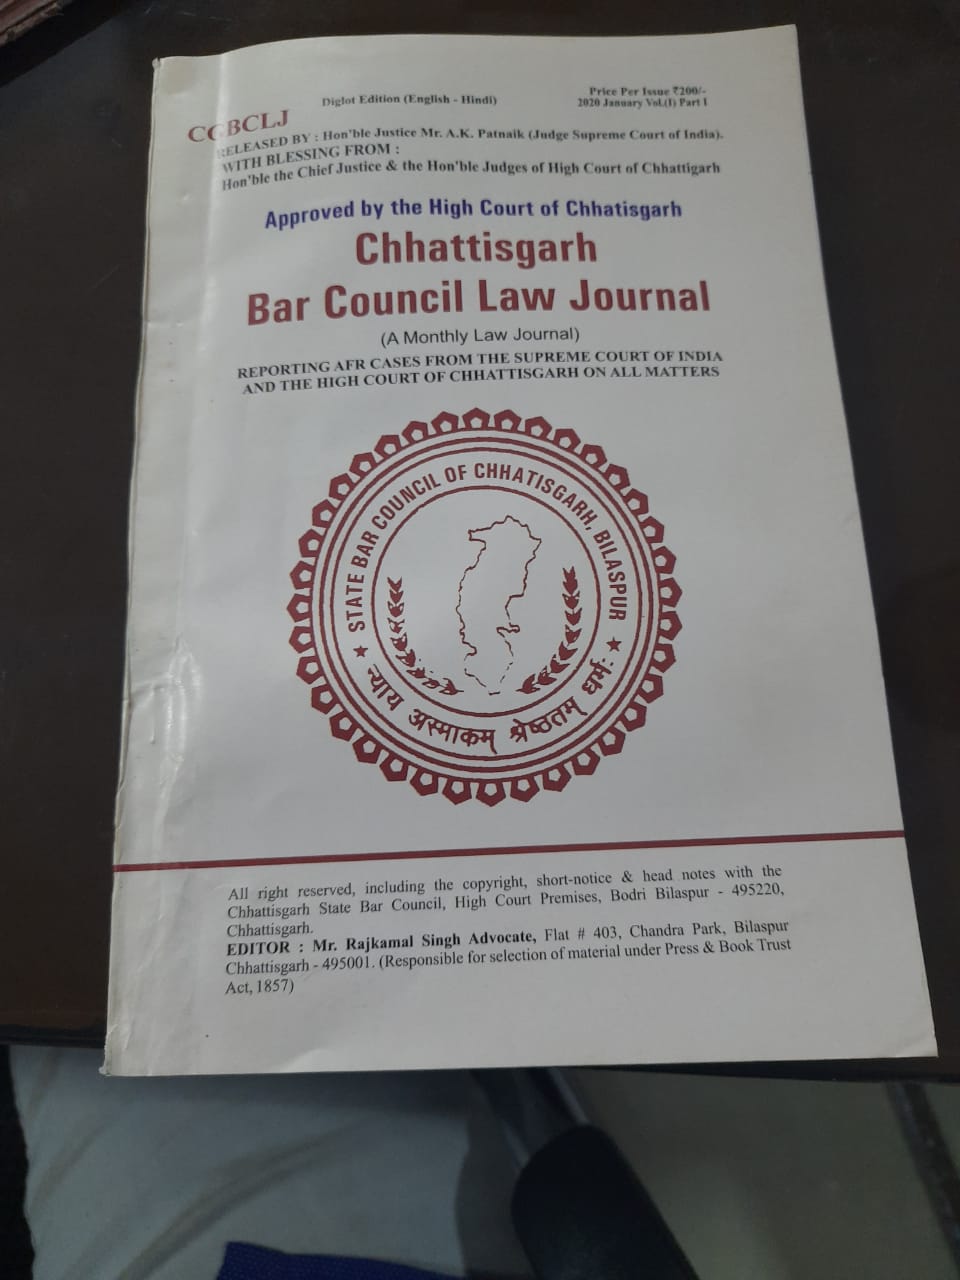 Diglot Edition (English - Hindi)
Price Per Issue ₹200/-
2020 January Vol.(I) Part I
CGBCLJ
RELEASED BY : Hon'ble Justice Mr. A.K. Patnaik (Judge Supreme Court of India).
WITH BLESSING FROM :
Hon'ble the Chief Justice & the Hon'ble Judges of High Court of Chhattigarh
Approved by the High Court of Chhatisgarh
Chhattisgarh
Bar Council Law Journal
(A Monthly Law Journal)
REPORTING AFR CASES FROM THE SUPREME COURT OF INDIA
AND THE HIGH COURT OF CHHATTISGARH ON ALL MATTERS
STATE BAR COUNCIL OF CHHATISGARH, BILASPUR
न्याय अस्माकम् श्रेष्ठतम् धर्मः
All right reserved, including the copyright, short-notice & head notes with the
Chhattisgarh State Bar Council, High Court Premises, Bodri Bilaspur - 495220,
Chhattisgarh.
EDITOR : Mr. Rajkamal Singh Advocate, Flat # 403, Chandra Park, Bilaspur
Chhattisgarh - 495001. (Responsible for selection of material under Press & Book Trust
Act, 1857)